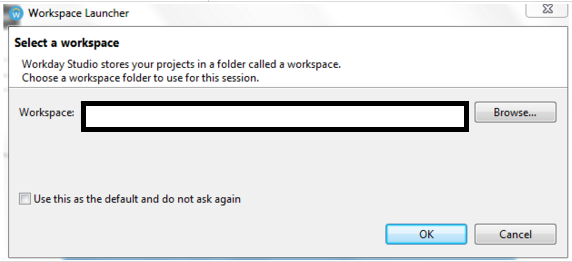 Workspace Launcher
Select a workspace
Workday Studio stores your projects in a folder called a workspace.
Choose a workspace folder to use for this session.
Workspace:
Browse...
Use this as the default and do not ask again
OK
Cancel